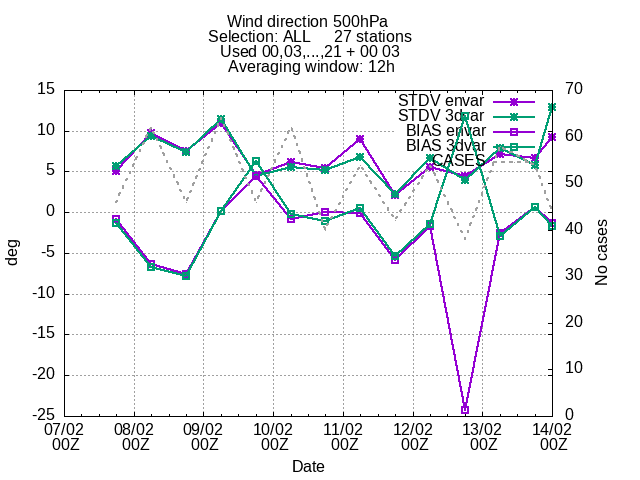 Wind direction 500hPa
Selection: ALL 27 stations
Used 00,03,...,21 + 00 03
Averaging window: 12h
STDV envar
STDV 3dvar
BIAS envar
BIAS 3dvar
CASES
15
10
5
0
-5
-10
-15
-20
-25
deg
70
60
50
40
30
20
10
0
No cases
07/02 08/02 09/02 10/02 11/02 12/02 13/02 14/02
00Z 00Z 00Z 00Z 00Z 00Z 00Z 00Z
Date